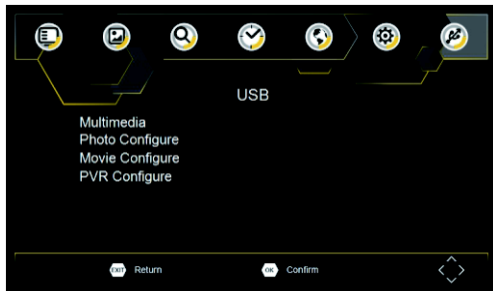 USB
Multimedia
Photo Configure
Movie Configure
PVR Configure
EXIT Return
OK Confirm